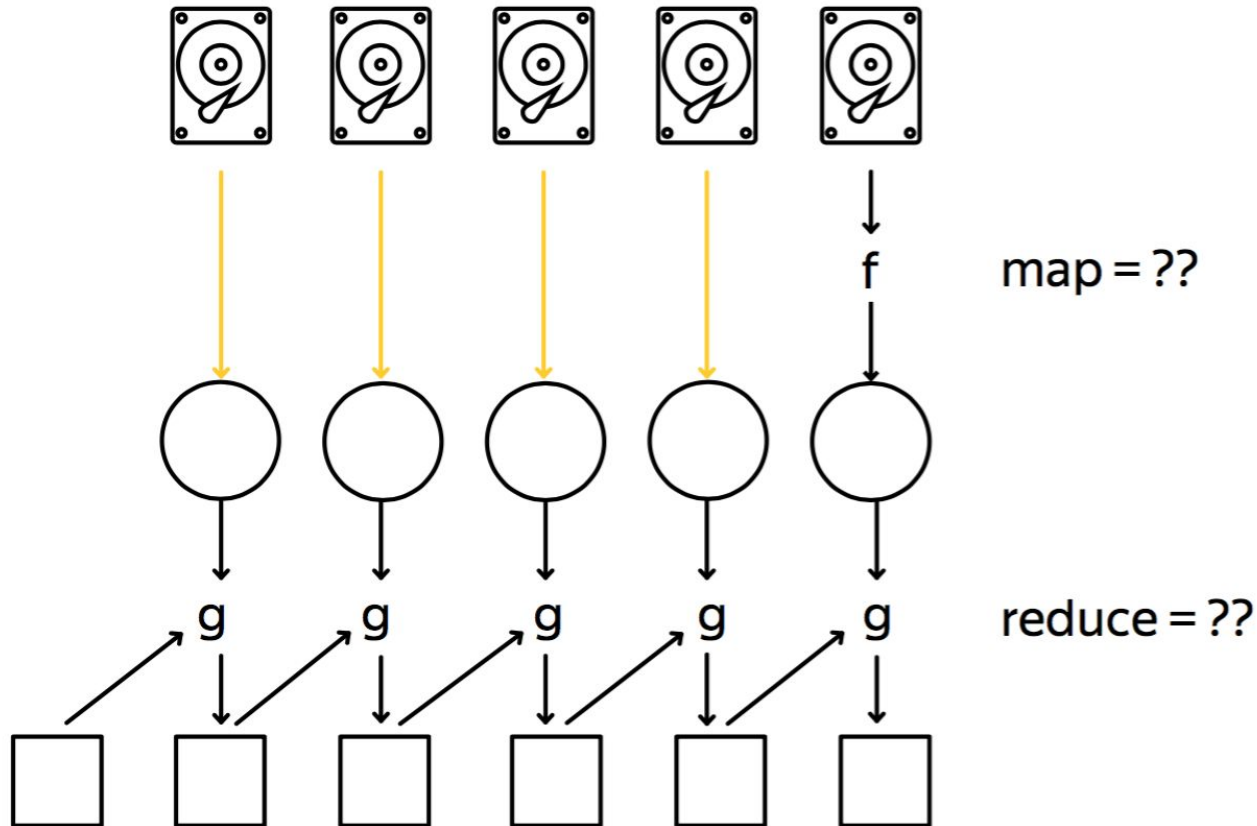 f map = ??
g g g g g reduce = ??